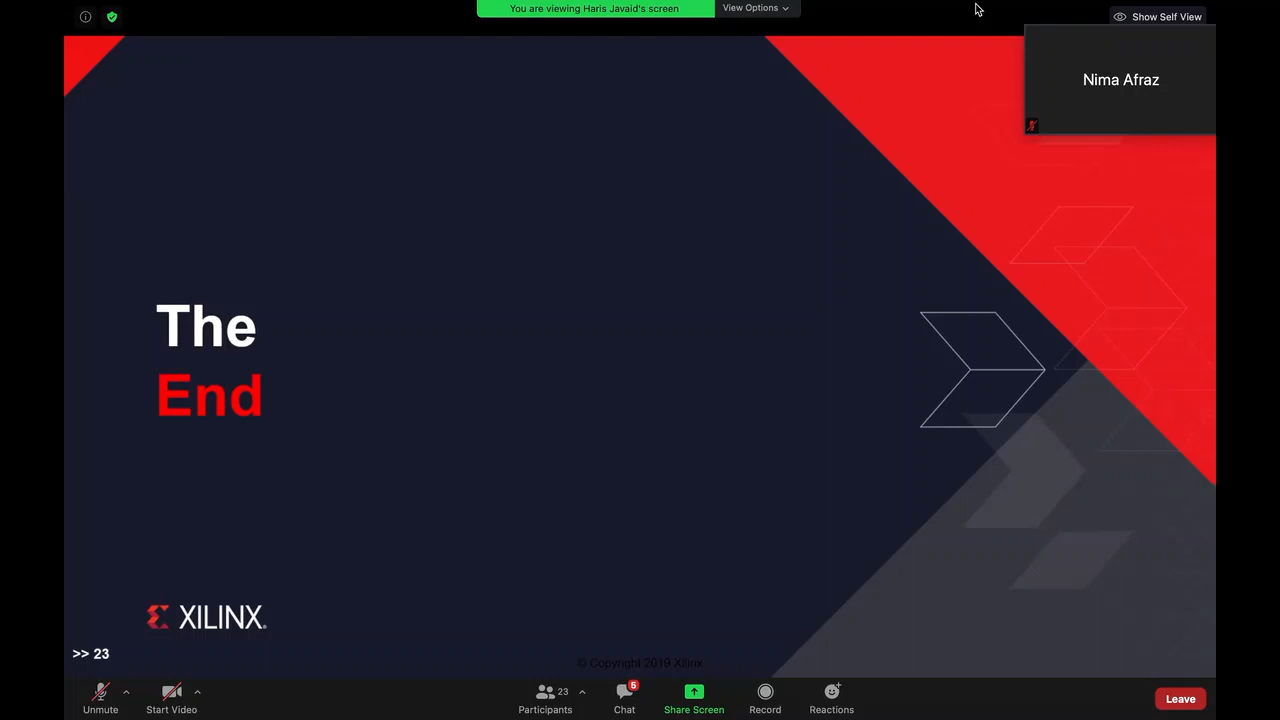 You are viewing Haris Javaid's screen
View Options
Show Self View
Nima Afraz
The
End
XILINX.
>> 23
© Copyright 2019 Xilinx
Unmute
Start Video
23
Participants
5
Chat
Share Screen
Record
Reactions
Leave